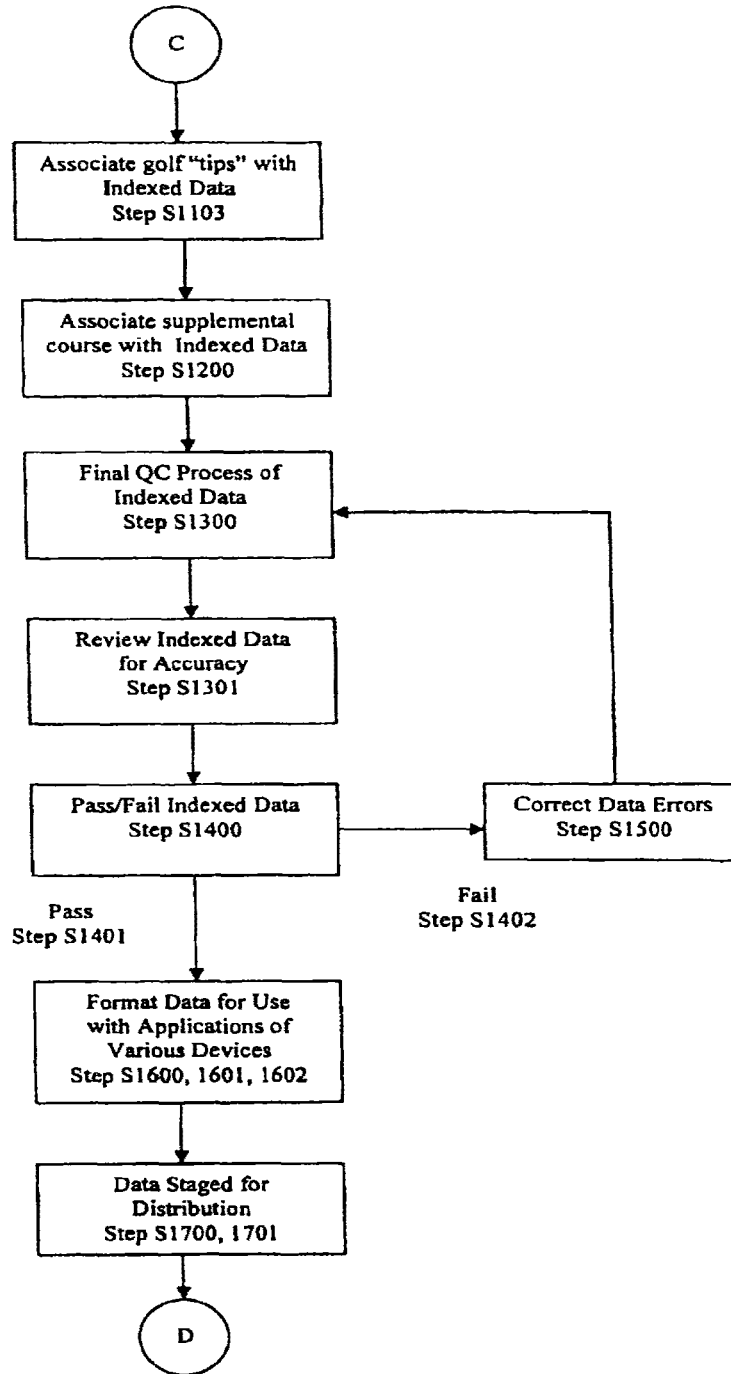 C
Associate golf "tips" with
Indexed Data
Step S1103
Associate supplemental
course with Indexed Data
Step S1200
Final QC Process of
Indexed Data
Step S1300
Review Indexed Data
for Accuracy
Step S1301
Pass/Fail Indexed Data
Step S1400
Correct Data Errors
Step S1500
Pass
Step S1401
Fail
Step S1402
Format Data for Use
with Applications of
Various Devices
Step S1600, 1601, 1602
Data Staged for
Distribution
Step S1700, 1701
D